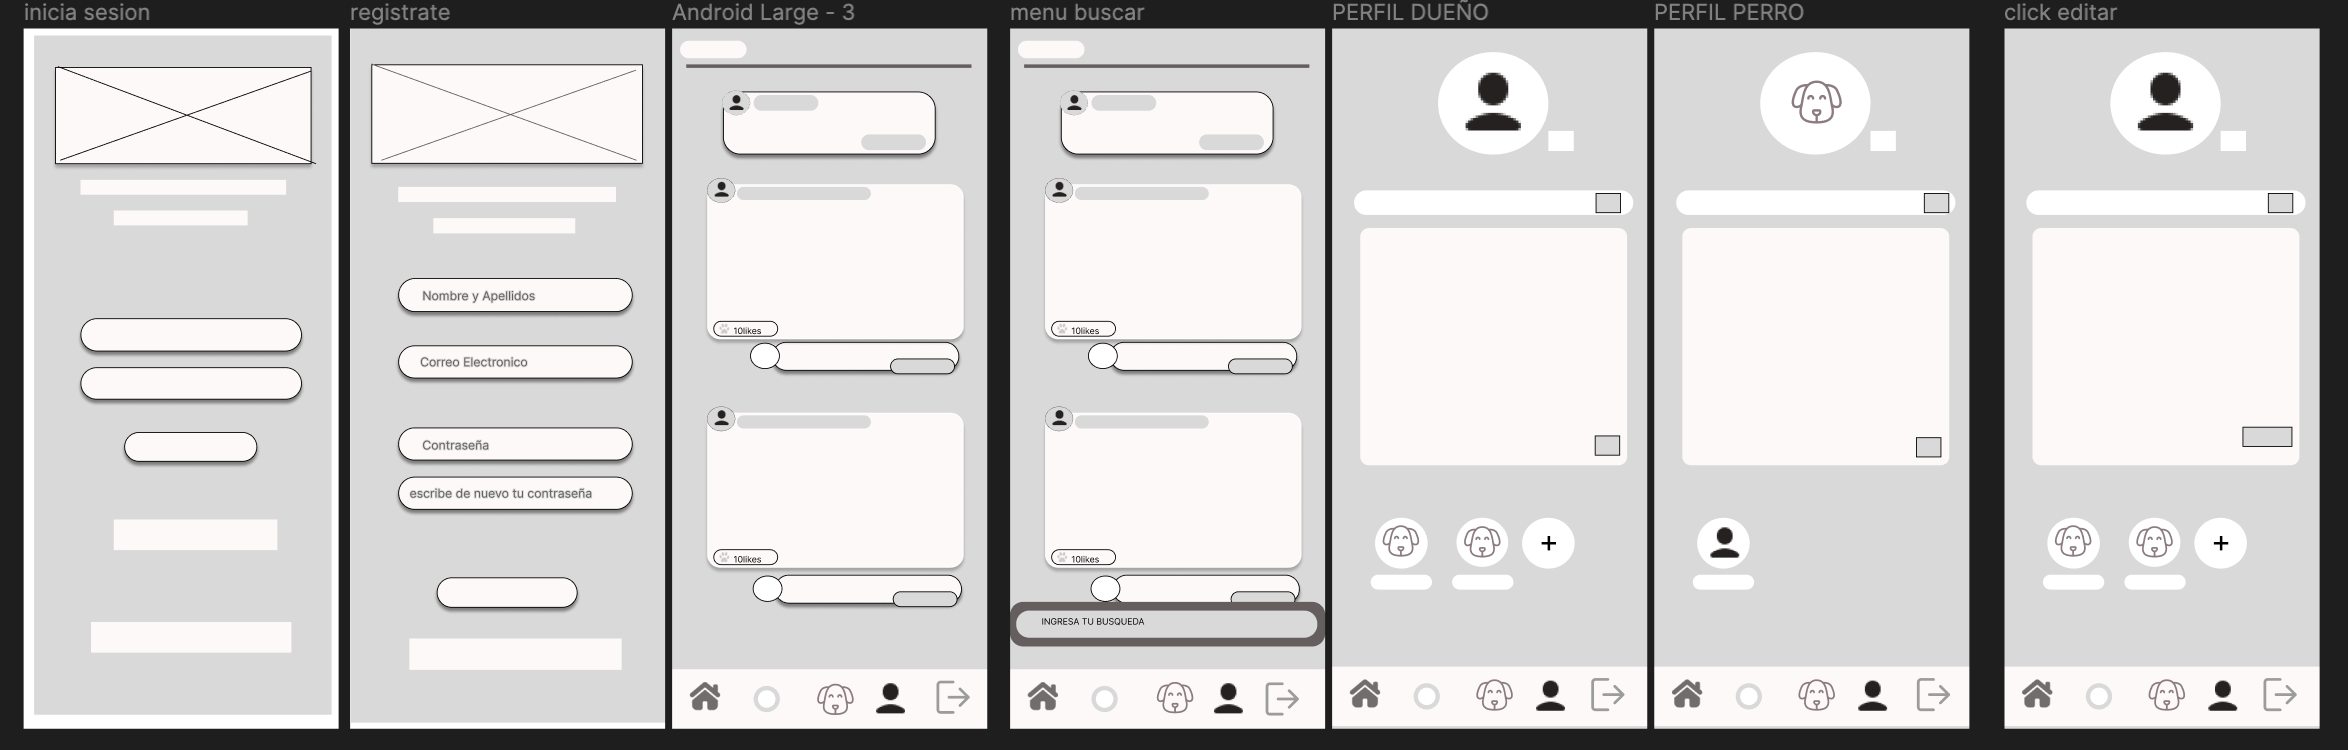 inicia sesion
registrate
Nombre y Apellidos
Correo Electronico
Contraseña
escribe de nuevo tu contraseña
Android Large - 3
10likes
10likes
menu buscar
10likes
10likes
INGRESA TU BUSQUEDA
PERFIL DUEÑO
+
PERFIL PERRO
click editar
+